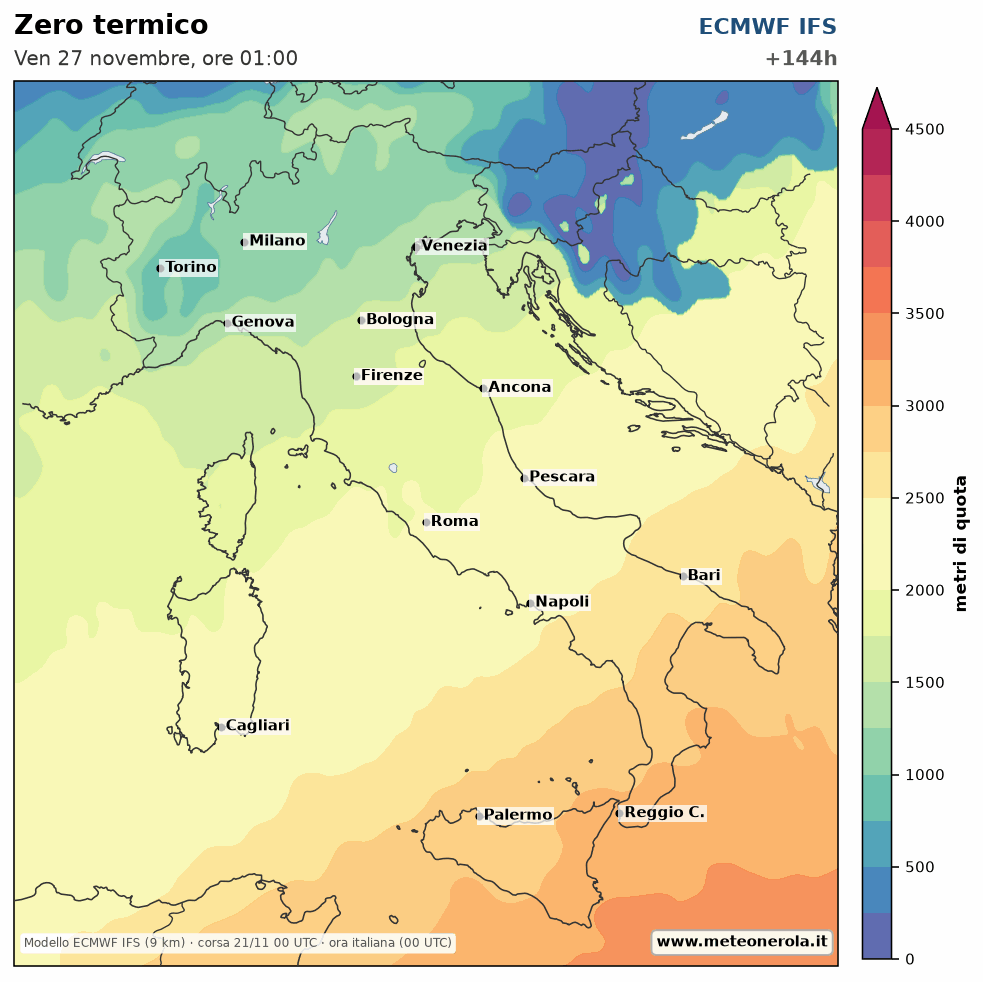 Zero termico
ECMWF IFS
Ven 27 novembre, ore 01:00
+144h
Milano
Venezia
Torino
Genova
Bologna
Firenze
Ancona
Pescara
Roma
Bari
Napoli
Cagliari
Palermo
Reggio C.
4500
4000
3500
3000
2500
2000
1500
1000
500
0
metri di quota
Modello ECMWF IFS (9 km) · corsa 21/11 00 UTC · ora italiana (00 UTC)
www.meteonerola.it